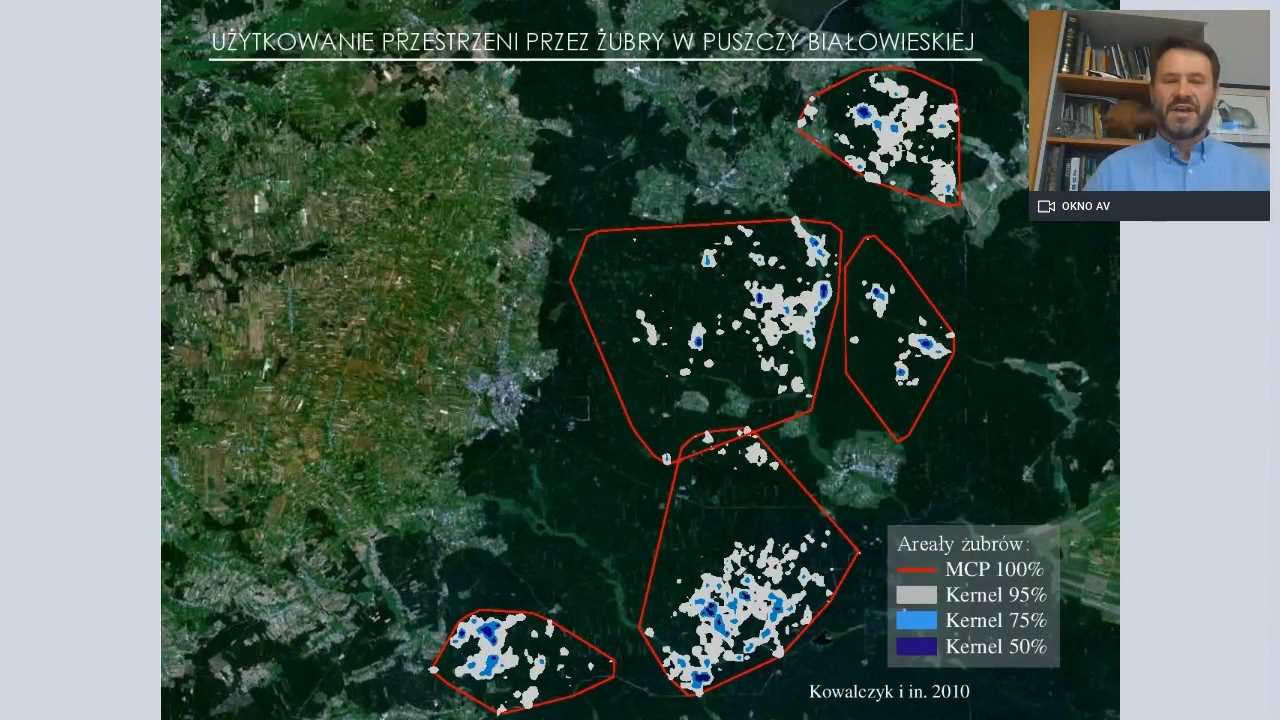 UŻYTKOWANIE PRZESTRZENI PRZEZ ŻUBRY W PUSZCZY BIAŁOWIESKIEJ
OKNO AV
Areały żubrów:
MCP 100%
Kernel 95%
Kernel 75%
Kernel 50%
Kowalczyk i in. 2010